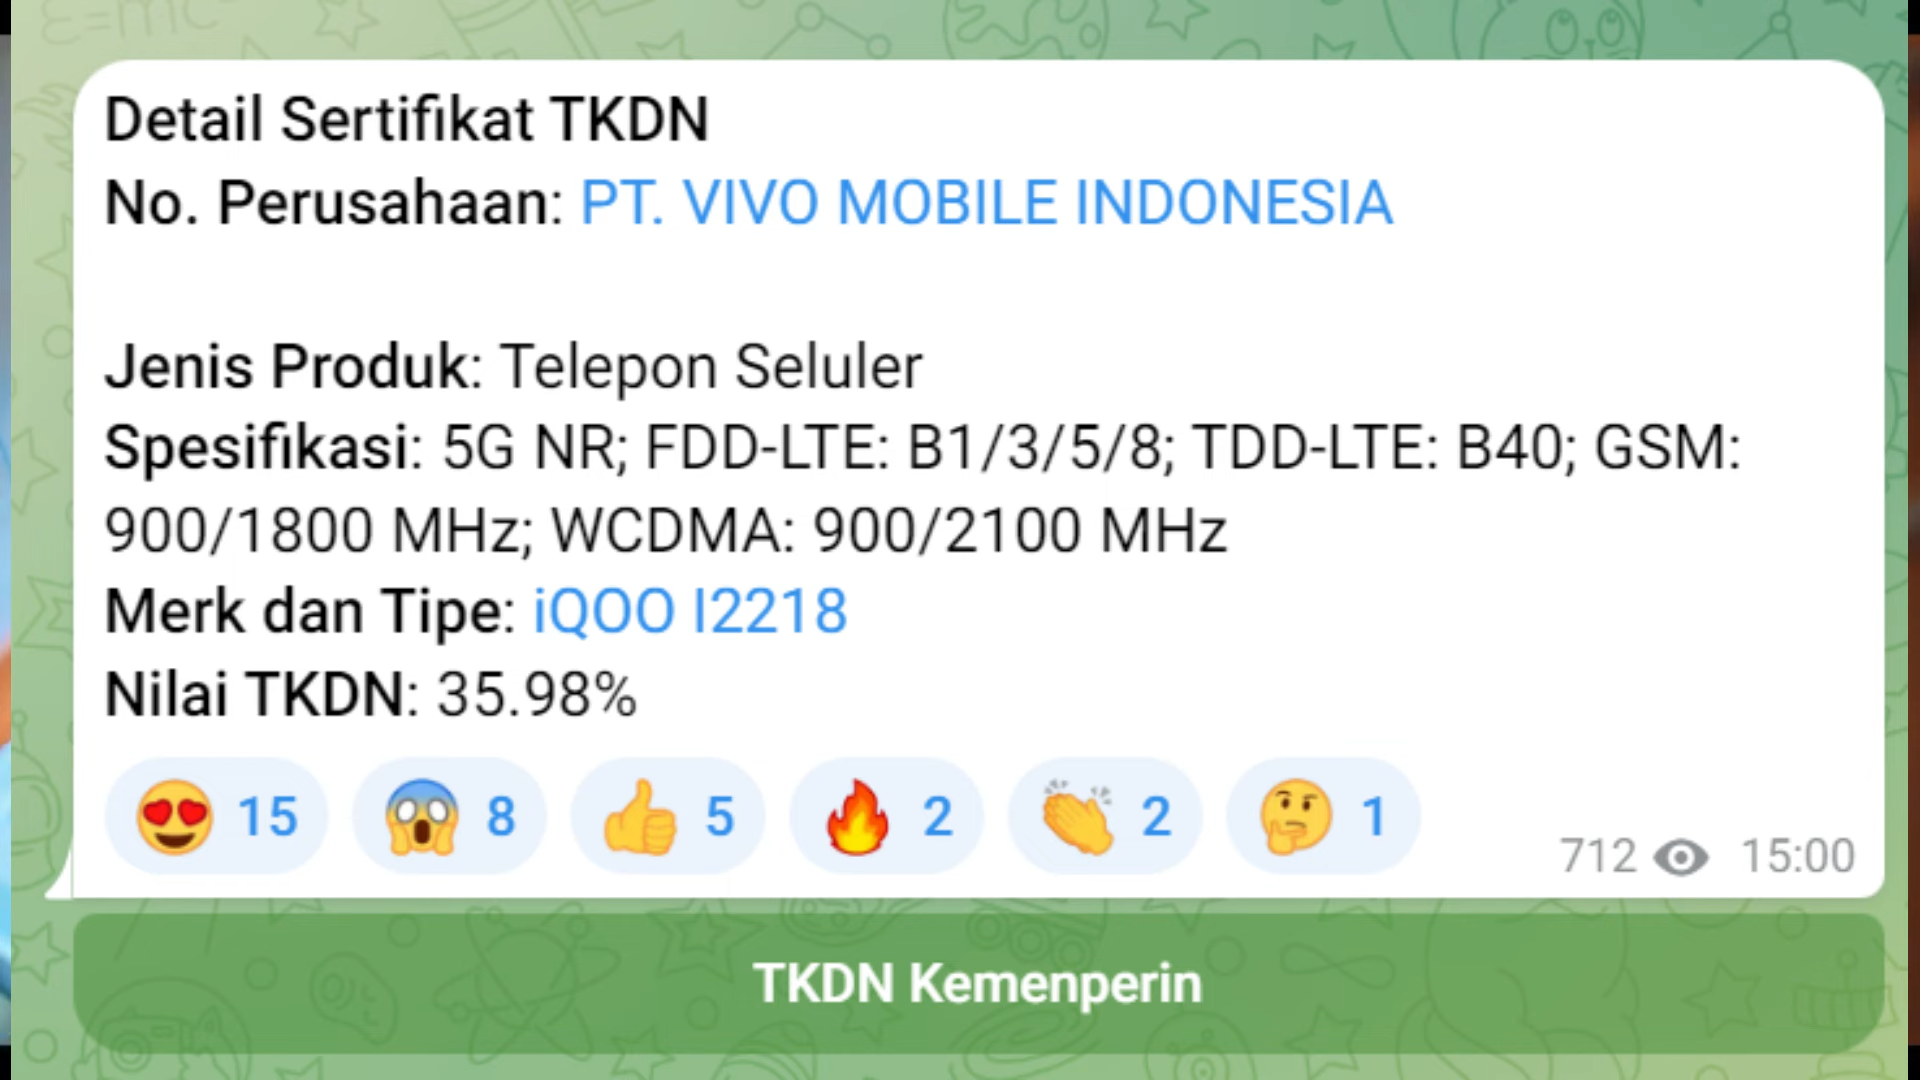 E=mc
Detail Sertifikat TKDN
No. Perusahaan: PT. VIVO MOBILE INDONESIA
Jenis Produk: Telepon Seluler
Spesifikasi: 5G NR; FDD-LTE: B1/3/5/8; TDD-LTE: B40; GSM:
900/1800 MHz; WCDMA: 900/2100 MHz
Merk dan Tipe: iQOO I2218
Nilai TKDN: 35.98%
15 8 5 2 2 1
712 15:00
TKDN Kemenperin